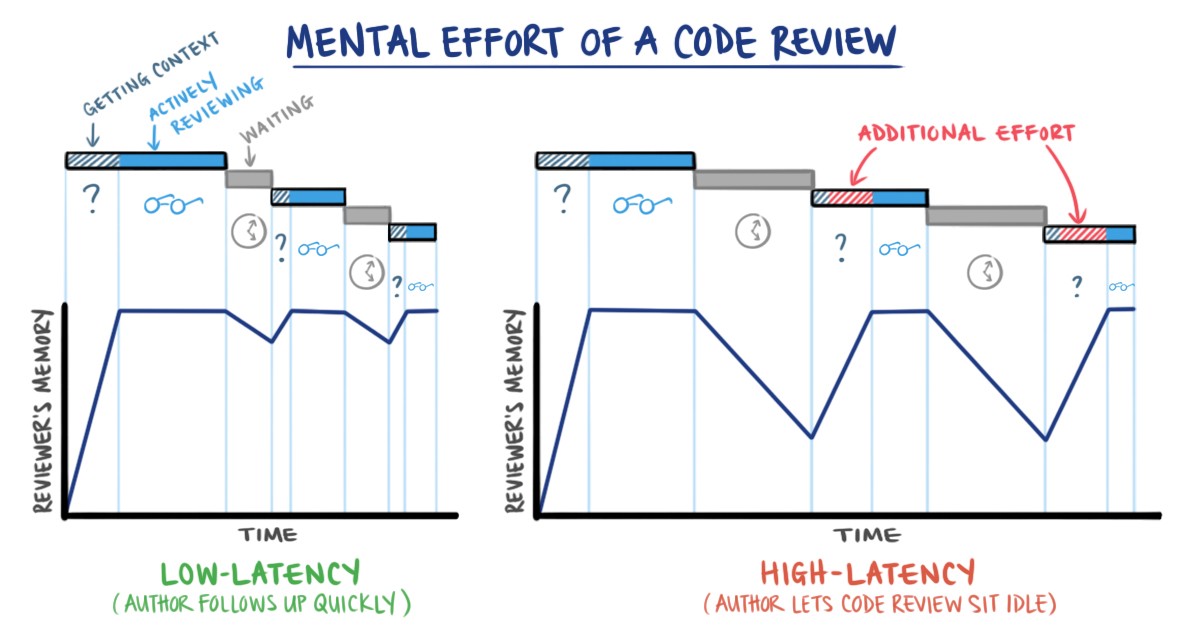 MENTAL EFFORT OF A CODE REVIEW
GETTING CONTEXT
ACTIVELY
REVIEWING
WAITING
?
?
?
REVIEWER'S MEMORY
TIME
LOW-LATENCY
(AUTHOR FOLLOWS UP QUICKLY)
ADDITIONAL EFFORT
?
?
?
REVIEWER'S MEMORY
TIME
HIGH-LATENCY
(AUTHOR LETS CODE REVIEW SIT IDLE)